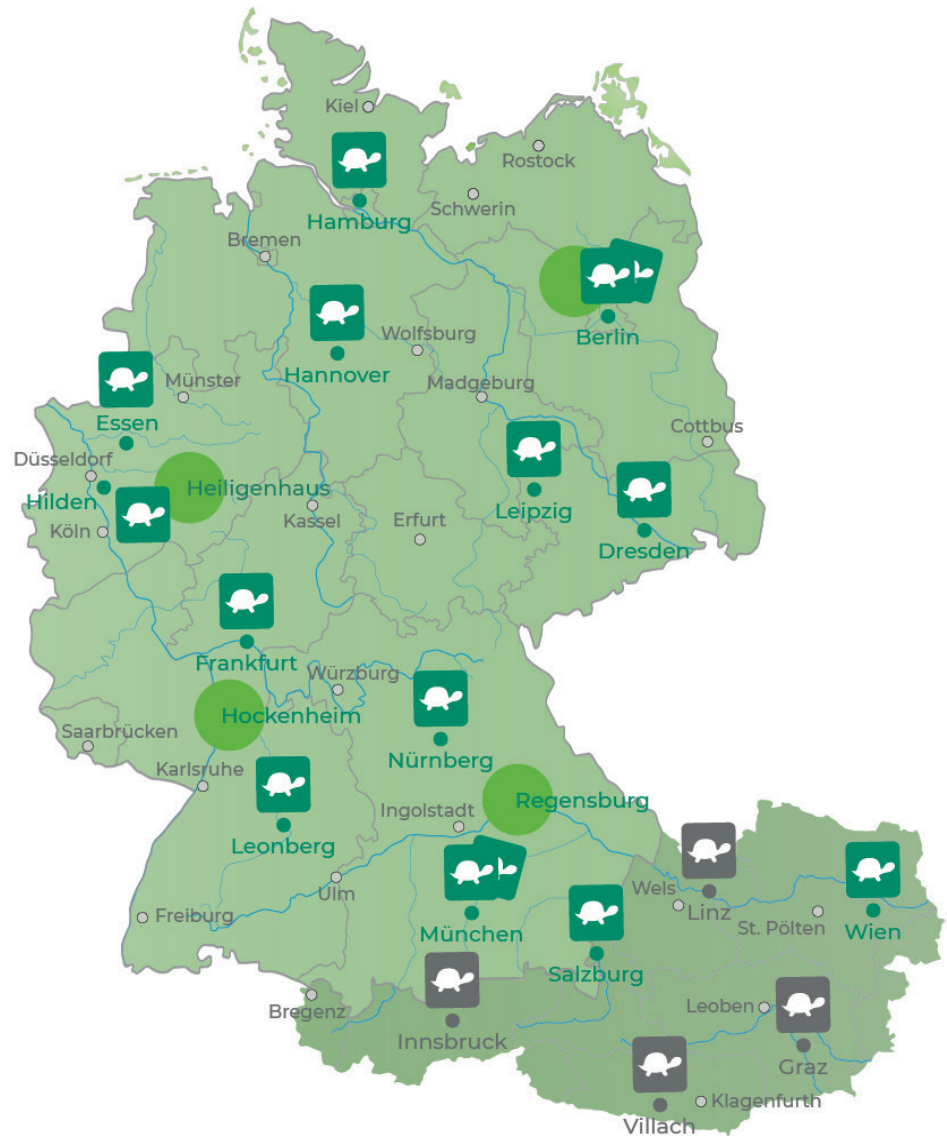 Kiel
Rostock
Schwerin
Hamburg
Bremen
Berlin
Wolfsburg
Hannover
Münster
Madgeburg
Essen
Cottbus
Düsseldorf
Heiligenhaus
Hilden
Leipzig
Kassel
Erfurt
Köln
Dresden
Frankfurt
Würzburg
Hockenheim
Saarbrücken
Nürnberg
Karlsruhe
Regensburg
Ingolstadt
Leonberg
Ulm
Wels
Linz
Freiburg
St. Pölten
Wien
München
Salzburg
Leoben
Bregenz
Innsbruck
Graz
Klagenfurth
Villach